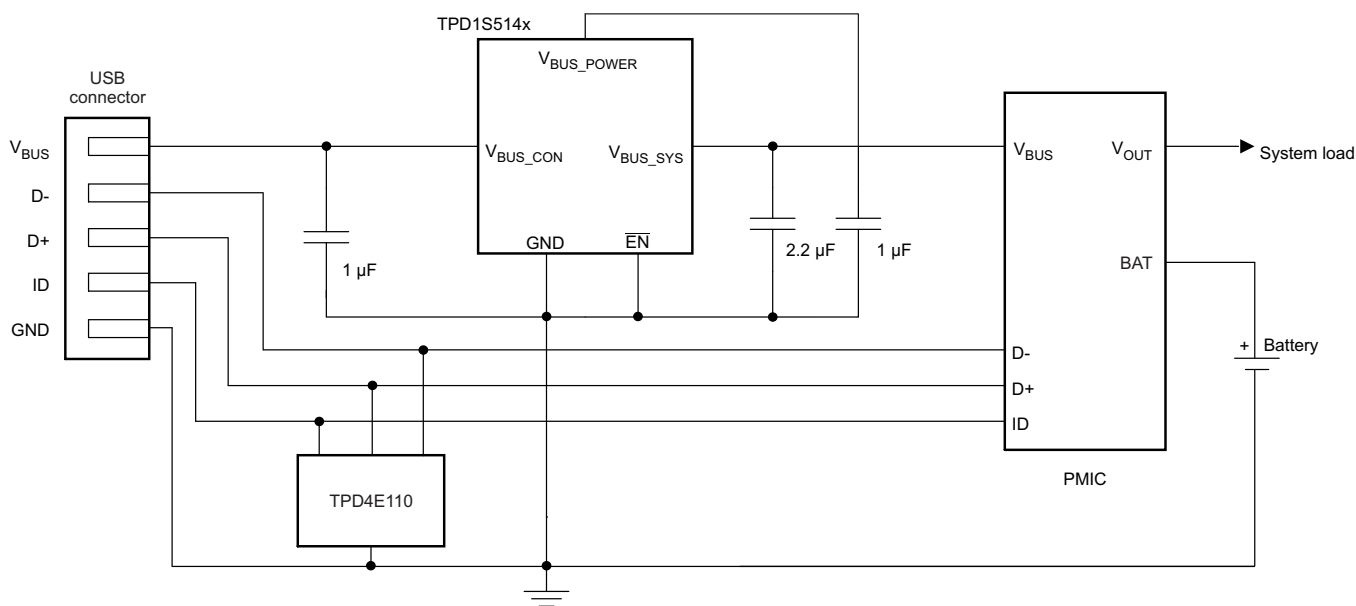 TPD1S514x
VBUS_POWER
USB
connector
VBUS
VBUS_CON
VBUS_SYS
VBUS
VOUT
System load
D-
D+
GND
EN
1 µF
2.2 µF
1 µF
BAT
ID
GND
D-
+
Battery
D+
ID
PMIC
TPD4E110